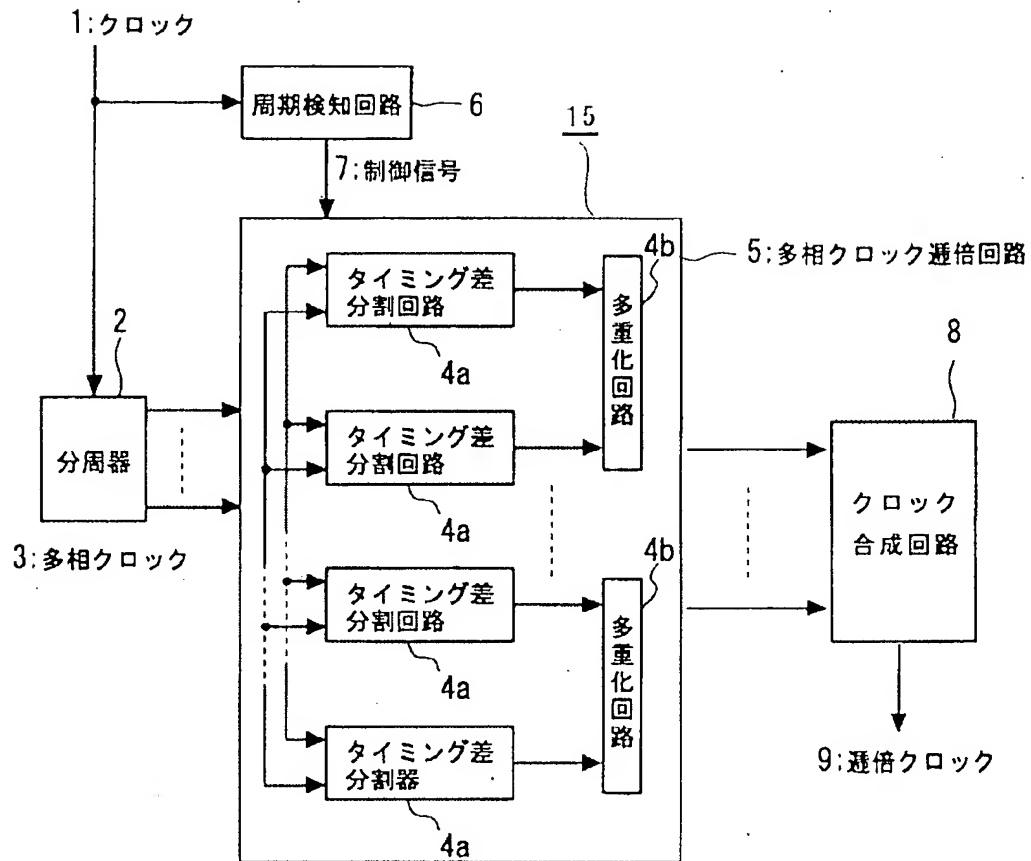 1:クロック
周期検知回路
6
15
7:制御信号
4b
5:多相クロック逓倍回路
タイミング差
分割回路
多重化回路
4a
2
8
分周器
タイミング差
分割回路
クロック
合成回路
4a
3:多相クロック
4b
タイミング差
分割回路
多重化回路
4a
タイミング差
分割器
9:逓倍クロック
4a